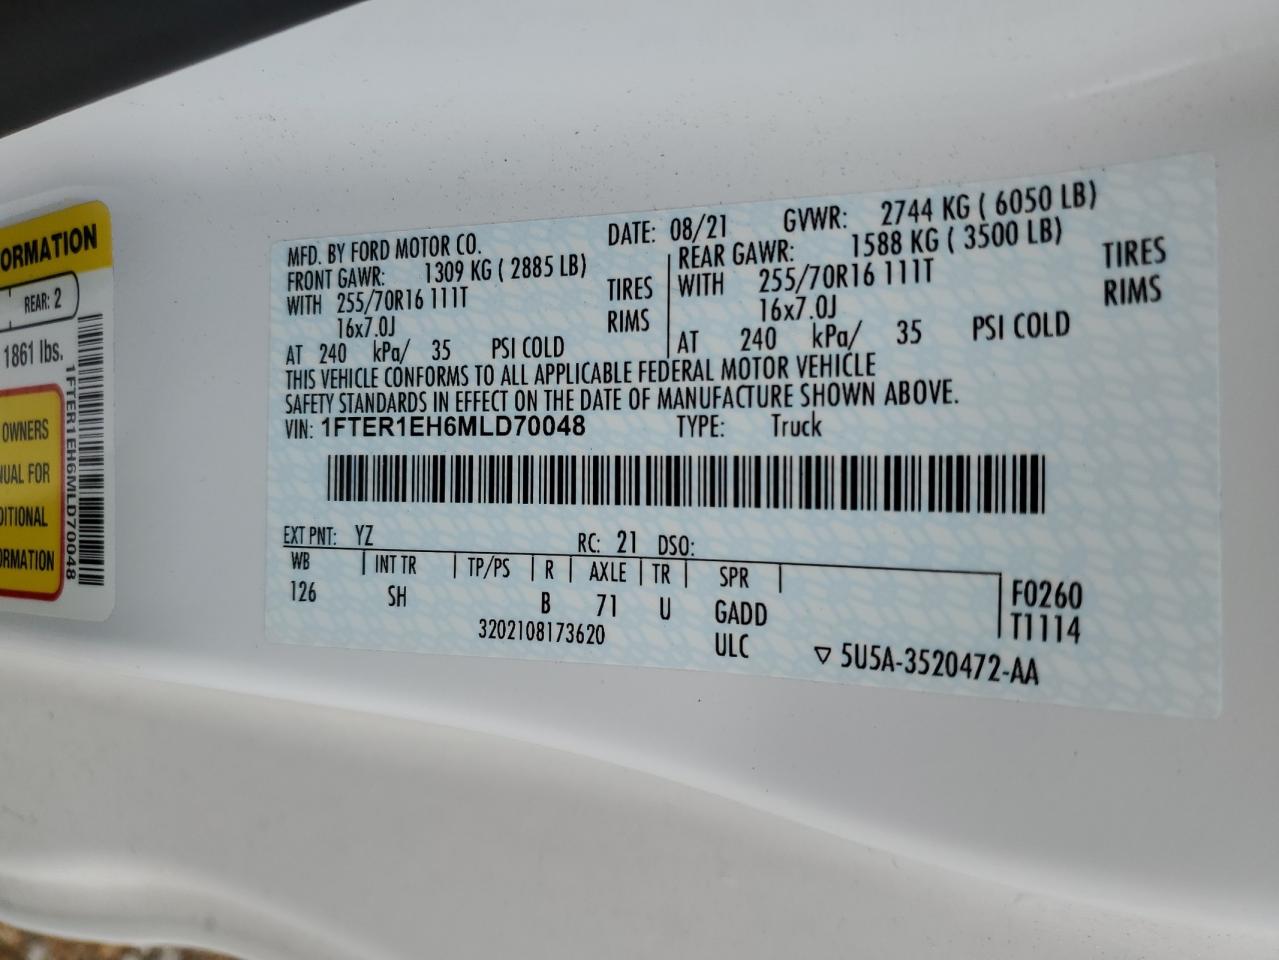 ORMATION
REAR: 2
1861 lbs.
OWNERS
UAL FOR
DITIONAL
ORMATION
1FTER1EH6MLD70048
MFD. BY FORD MOTOR CO.
DATE: 08/21 GVWR: 2744 KG ( 6050 LB)
FRONT GAWR: 1309 KG ( 2885 LB)
REAR GAWR: 1588 KG ( 3500 LB)
WITH 255/70R16 111T TIRES
WITH 255/70R16 111T TIRES
16x7.0J RIMS
16x7.0J RIMS
AT 240 kPa/ 35 PSI COLD
AT 240 kPa/ 35 PSI COLD
THIS VEHICLE CONFORMS TO ALL APPLICABLE FEDERAL MOTOR VEHICLE
SAFETY STANDARDS IN EFFECT ON THE DATE OF MANUFACTURE SHOWN ABOVE.
VIN: 1FTER1EH6MLD70048 TYPE: Truck
EXT PNT: YZ RC: 21 DSO:
WB INT TR TP/PS R AXLE TR SPR
126 SH B 71 U GADD
F0260
T1114
3202108173620 ULC
▽ 5U5A-3520472-AA